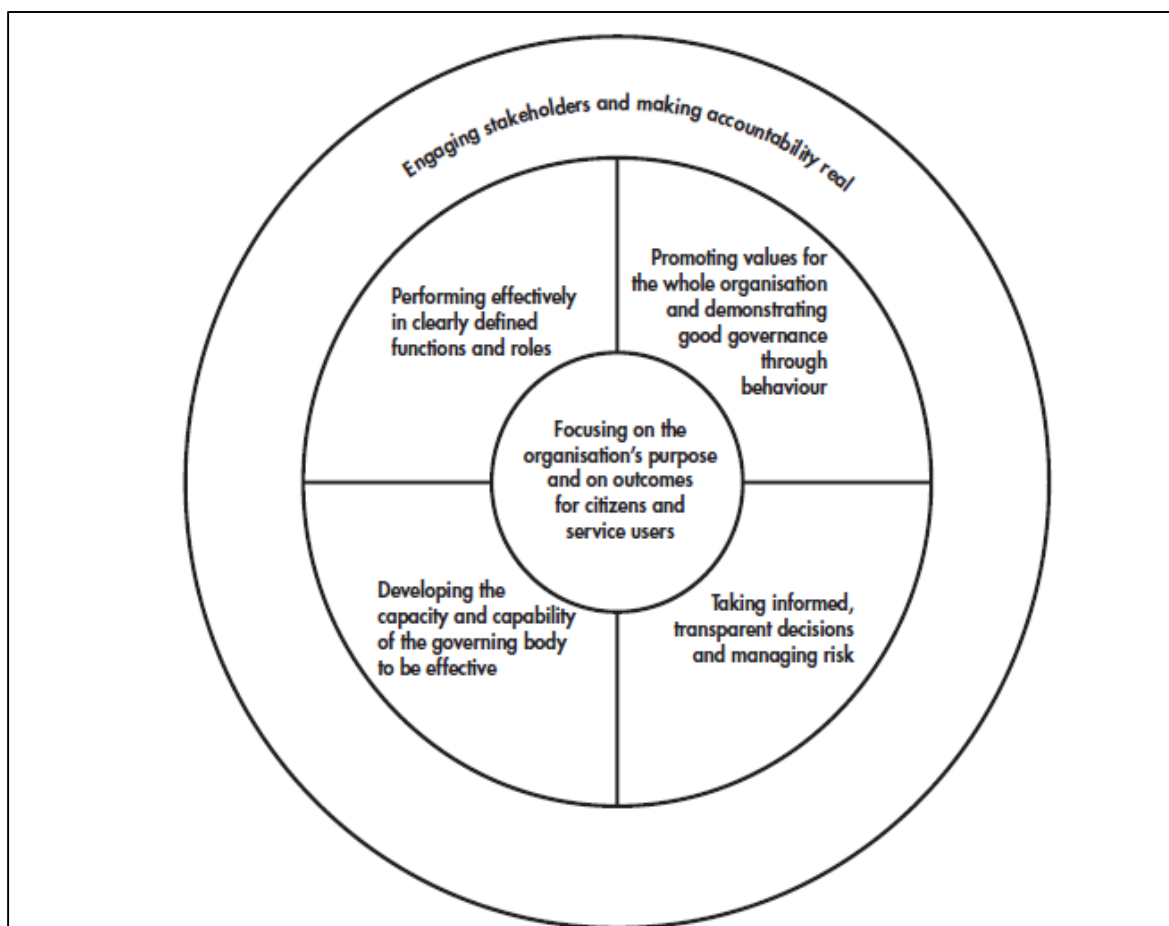 Engaging stakeholders and making accountability real
Performing effectively
in clearly defined
functions and roles
Promoting values for
the whole organisation
and demonstrating
good governance
through
behaviour
Focusing on the
organisation's purpose
and on outcomes
for citizens and
service users
Developing the
capacity and capability
of the governing body
to be effective
Taking informed,
transparent decisions
and managing risk